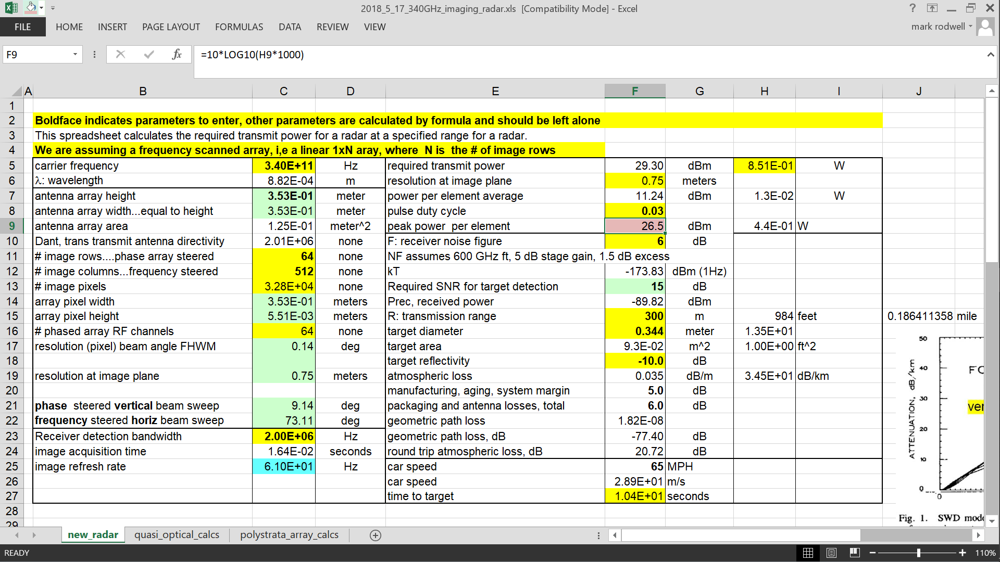 2018_5_17_340GHz_imaging_radar.xls  [Compatibility Mode] - Excel
FILE HOME INSERT PAGE LAYOUT FORMULAS DATA REVIEW VIEW mark rodwell
F9 fx =10*LOG10(H9*1000)
A B C D E F G H I J
1
2 Boldface indicates parameters to enter, other parameters are calculated by formula and should be left alone
3 This spreadsheet calculates the required transmit power for a radar at a specified range for a radar.
4 We are assuming a frequency scanned array, i,e a linear 1xN aray, where  N is  the # of image rows
5 carrier frequency 3.40E+11 Hz required transmit power 29.30 dBm 8.51E-01 W
6 λ: wavelength 8.82E-04 m resolution at image plane 0.75 meters
7 antenna array height 3.53E-01 meter power per element average 11.24 dBm 1.3E-02 W
8 antenna array width...equal to height 3.53E-01 meter pulse duty cycle 0.03
9 antenna array area 1.25E-01 meter^2 peak power  per element 26.5 dBm 4.4E-01 W
10 Dant, trans transmit antenna directivity 2.01E+06 none F: receiver noise figure 6 dB
11 # image rows....phase array steered 64 none NF assumes 600 GHz ft, 5 dB stage gain, 1.5 dB excess
12 # image columns...frequency steered 512 none kT -173.83 dBm (1Hz)
13 # image pixels 3.28E+04 none Required SNR for target detection 15 dB
14 array pixel width 3.53E-01 meters Prec, received power -89.82 dBm
15 array pixel height 5.51E-03 meters R: transmission range 300 m 984 feet 0.186411358 mile
16 # phased array RF channels 64 none target diameter 0.344 meter 1.35E+01
17 resolution (pixel) beam angle FHWM 0.14 deg target area 9.3E-02 m^2 1.00E+00 ft^2
18 target reflectivity -10.0 dB
19 resolution at image plane 0.75 meters atmospheric loss 0.035 dB/m 3.45E+01 dB/km
20 manufacturing, aging, system margin 5.0 dB
21 phase  steered vertical beam sweep 9.14 deg packaging and antenna losses, total 6.0 dB
22 frequency steered horiz beam sweep 73.11 deg geometric path loss 1.82E-08
23 Receiver detection bandwidth 2.00E+06 Hz geometric path loss, dB -77.40 dB
24 image acquisition time 1.64E-02 seconds round trip atmospheric loss, dB 20.72 dB
25 image refresh rate 6.10E+01 Hz car speed 65 MPH
26 car speed 2.89E+01 m/s
27 time to target 1.04E+01 seconds
28
29
50
40
30
20
10
0
0
ATTENUATION, dB/km
FO
ver
Fig. 1. SWD mode
new_radar quasi_optical_calcs polystrata_array_calcs
READY 110%